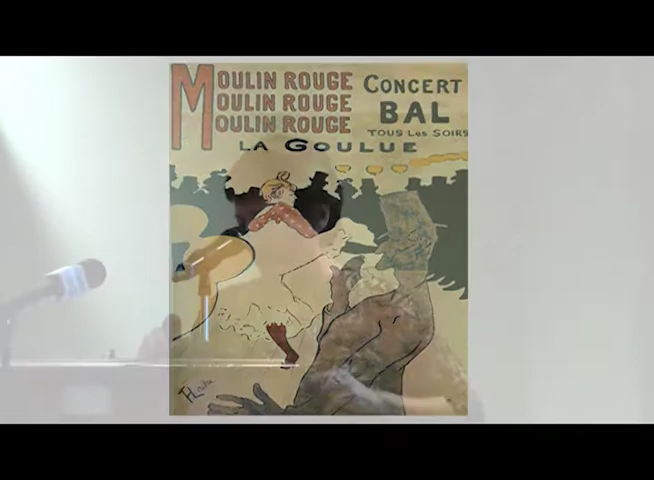 MOULIN ROUGE CONCERT
MOULIN ROUGE BAL
MOULIN ROUGE TOUS LES SOIRS
LA GOULUE